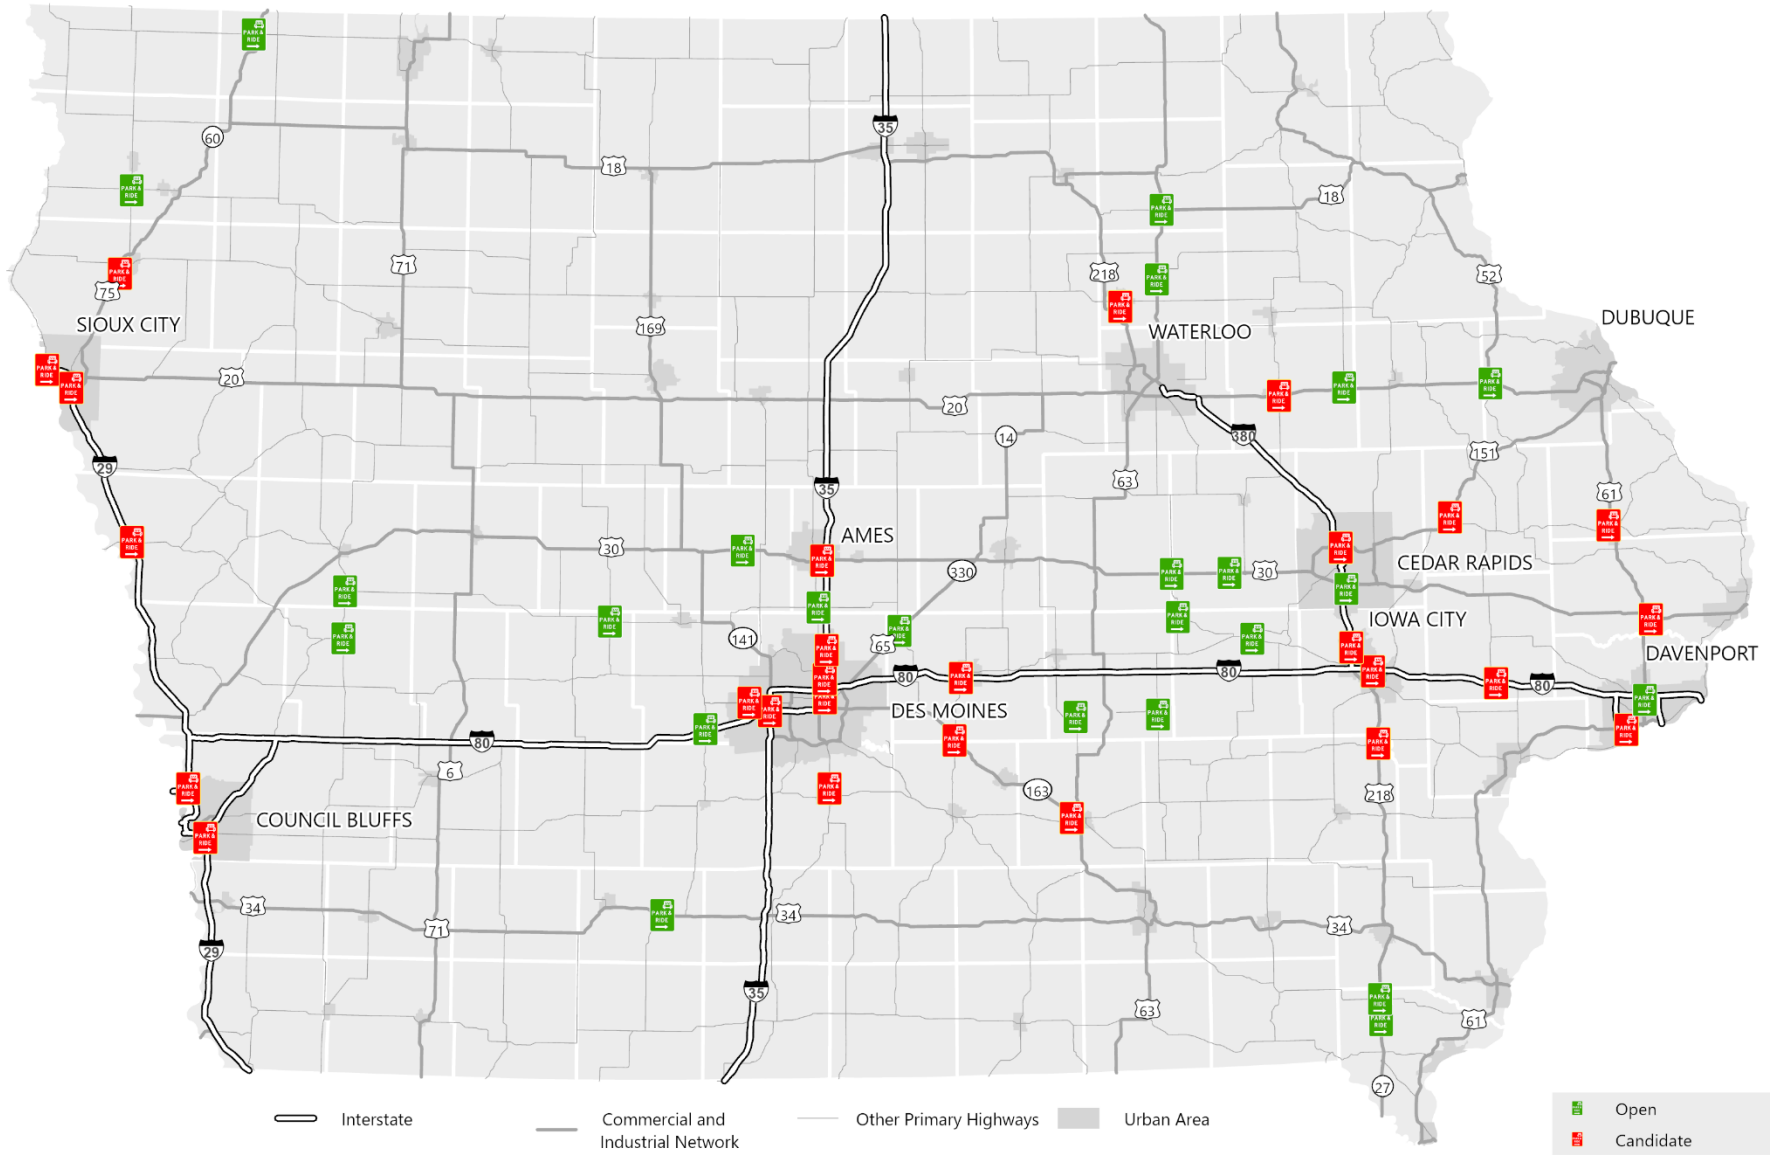 35
60
18
18
71
75
SIOUX CITY
218
52
169
WATERLOO
DUBUQUE
20
20
14
380
151
29
63
35
61
AMES
30
330
30
CEDAR RAPIDS
IOWA CITY
141
65
DAVENPORT
80
80
80
DES MOINES
80
6
163
218
COUNCIL BLUFFS
34
34
71
34
29
35
63
61
27
PARK & RIDE
Interstate
Commercial and
Industrial Network
Other Primary Highways
Urban Area
Open
Candidate